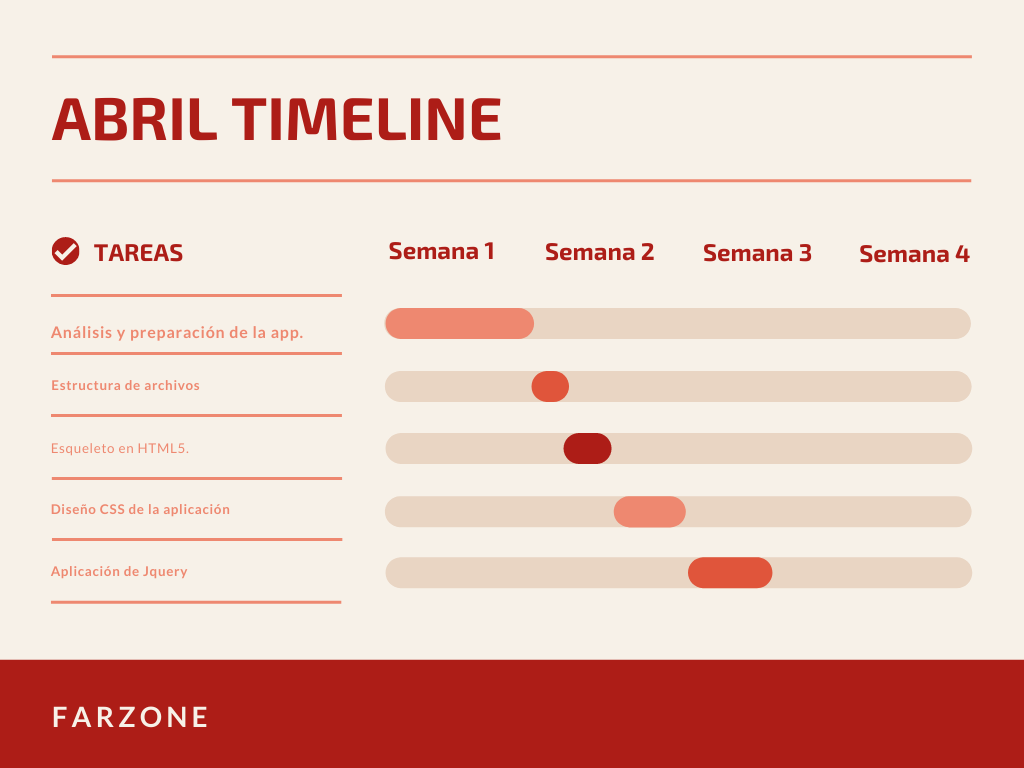 ABRIL TIMELINE
TAREAS
Semana 1 Semana 2 Semana 3 Semana 4
Análisis y preparación de la app.
Estructura de archivos
Esqueleto en HTML5.
Diseño CSS de la aplicación
Aplicación de Jquery
FARZONE